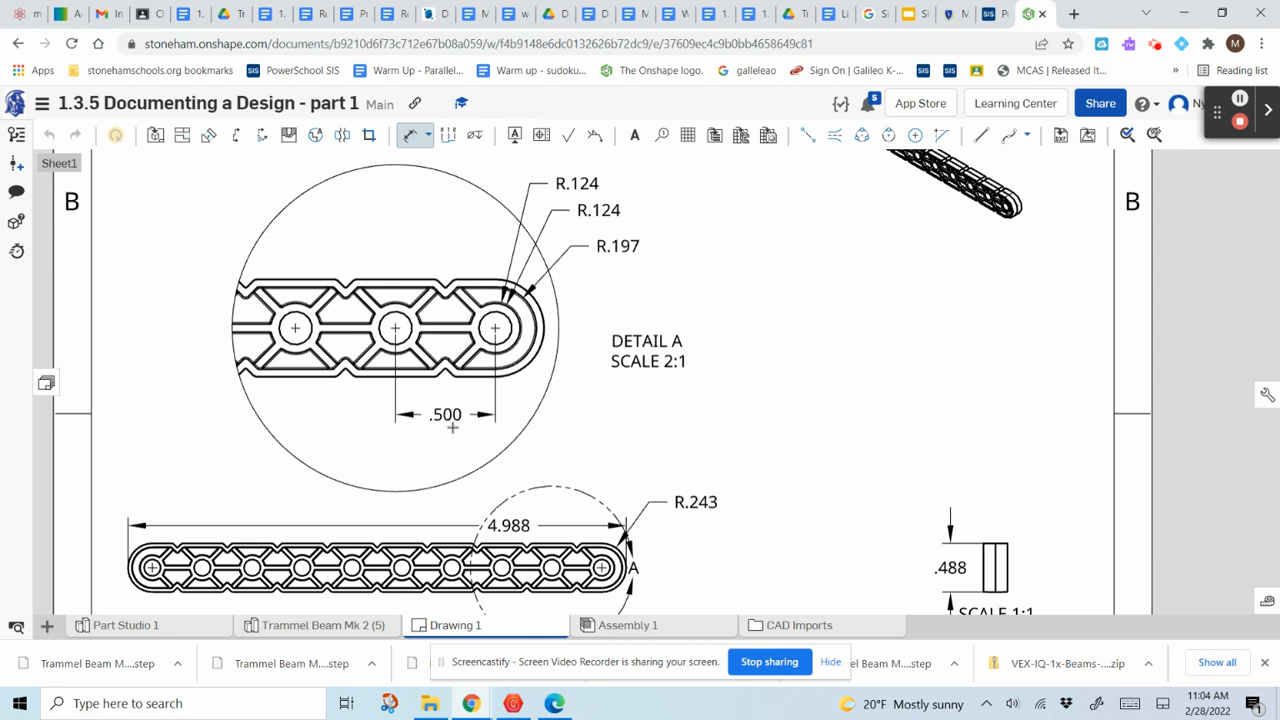 stoneham.onshape.com/documents/b9210d6f73c712e67b0a059dw/f4b914e6dc0132626b72dc9/e/37609ec4c9b0bb4658649c81
Apps
stonehamschools.org bookmarks
PowerSchool SIS
Warm Up - Parallel...
Warm up - sudoku...
The Onshape logo.
galleleao
Sign On | Galileo K-...
MCAS | Released It...
Reading list
1.3.5 Documenting a Design - part 1 Main
5
App Store
Learning Center
Share
Sheet1
B
B
R.124
R.124
R.197
DETAIL A
SCALE 2:1
.500
R.243
4.988
A
.488
SCALE 1:1
Part Studio 1
Trammel Beam Mk 2 (5)
Drawing 1
Assembly 1
CAD Imports
Trammel Beam M....step
Trammel Beam M....step
Screencastify - Screen Video Recorder is sharing your screen.
Stop sharing
Hide
el Beam M....step
VEX-IQ-1x-Beams-....zip
Show all
Type here to search
20°F Mostly sunny
11:04 AM
2/28/2022